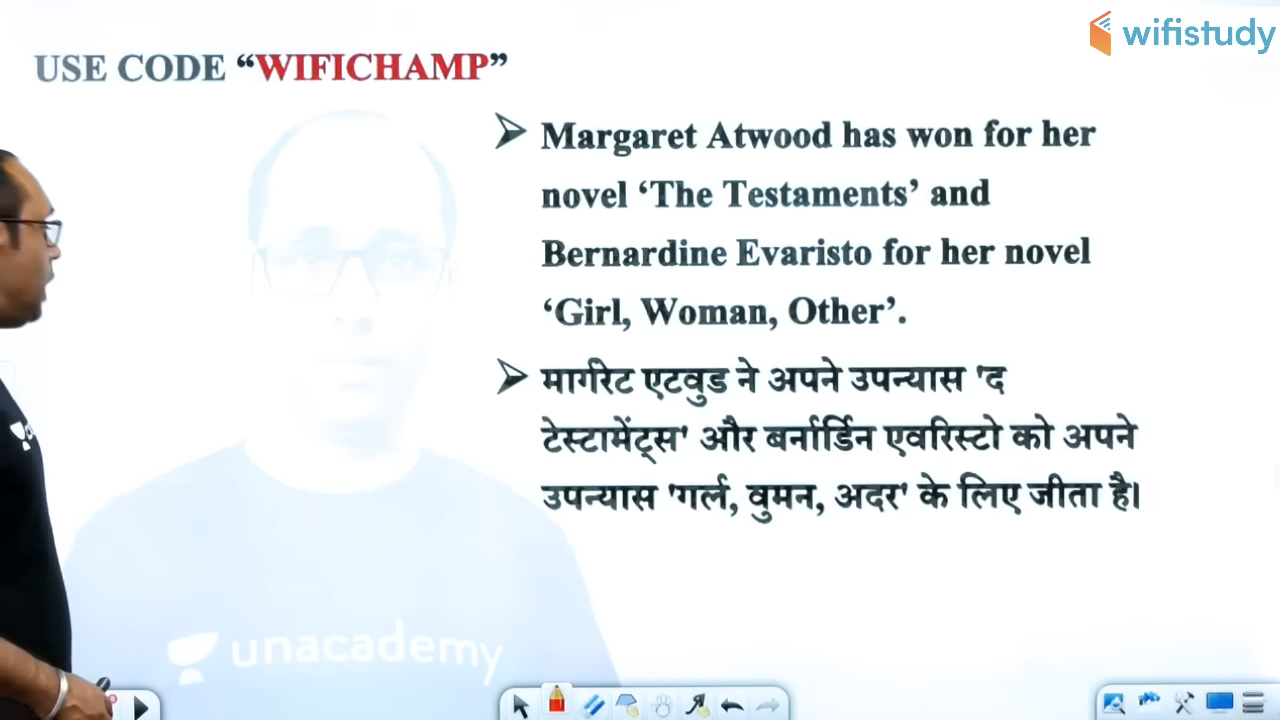 wifistudy
USE CODE “WIFICHAMP”
Margaret Atwood has won for her
novel ‘The Testaments’ and
Bernardine Evaristo for her novel
‘Girl, Woman, Other’.
मार्गरेट एटवुड ने अपने उपन्यास 'द
टेस्टामेंट्स' और बर्नार्डिन एवरिस्टो को अपने
उपन्यास 'गर्ल, वुमन, अदर' के लिए जीता है।
unacademy